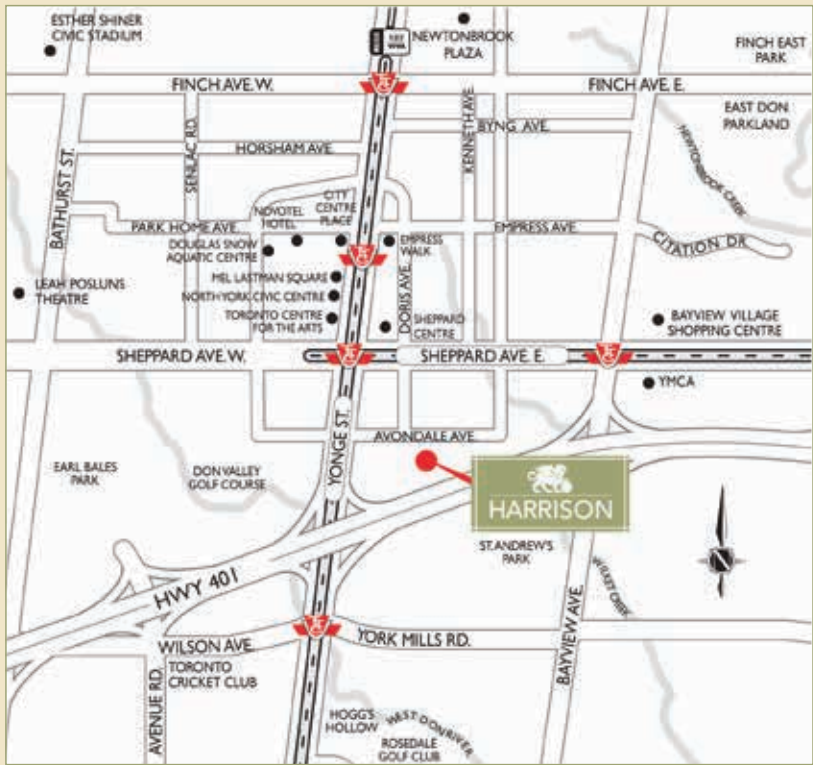 ESTHER SHINER
CIVIC STADIUM
NEWTONBROOK
PLAZA
FINCH EAST
PARK
FINCH AVE. W.
FINCH AVE. E.
EAST DON
PARKLAND
BYNG AVE.
KENNETH AVE.
SENLAC RD.
HORSHAM AVE.
NEWTONBROOK CREEK
BATHURST ST.
PARK HOME AVE.
NOVOTEL
HOTEL
CITY
CENTRE
PLACE
EMPRESS AVE.
CITATION DR
DOUGLAS SNOW
AQUATIC CENTRE
EMPRESS
WALK
LEAH POSLUNS
THEATRE
MEL LASTMAN SQUARE
NORTH YORK CIVIC CENTRE
TORONTO CENTRE
FOR THE ARTS
DORIS AVE.
SHEPPARD
CENTRE
BAYVIEW VILLAGE
SHOPPING CENTRE
SHEPPARD AVE. W.
SHEPPARD AVE. E.
YMCA
YONGE ST.
AVONDALE AVE.
EARL BALES
PARK
DON VALLEY
GOLF COURSE
HARRISON
ST. ANDREW'S
PARK
HWY 401
CREEK
WILSON AVE.
YORK MILLS RD.
BAYVIEW AVE.
TORONTO
CRICKET CLUB
AVENUE RD.
HOGG'S
HOLLOW
WEST DON RIVER
ROSEDALE
GOLF CLUB